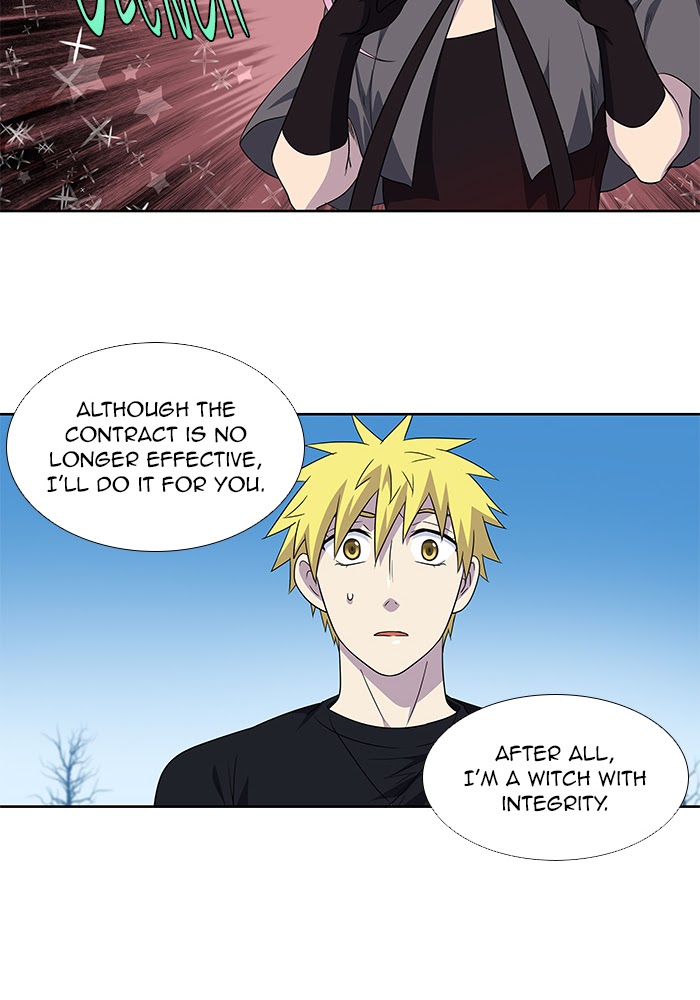 ALTHOUGH THE
CONTRACT IS NO
LONGER EFFECTIVE,
I'LL DO IT FOR YOU.
AFTER ALL,
I'M A WITCH WITH
INTEGRITY.